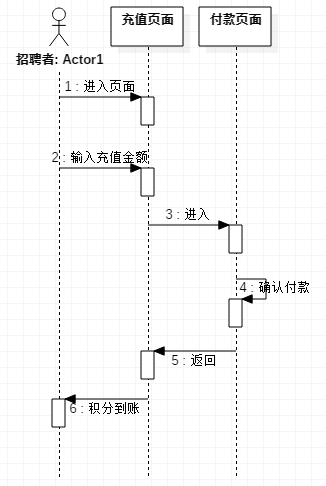 充值页面
付款页面
招聘者: Actor1
1 : 进入页面
2 : 输入充值金额
3 : 进入
4 : 确认付款
5 : 返回
6 : 积分到账